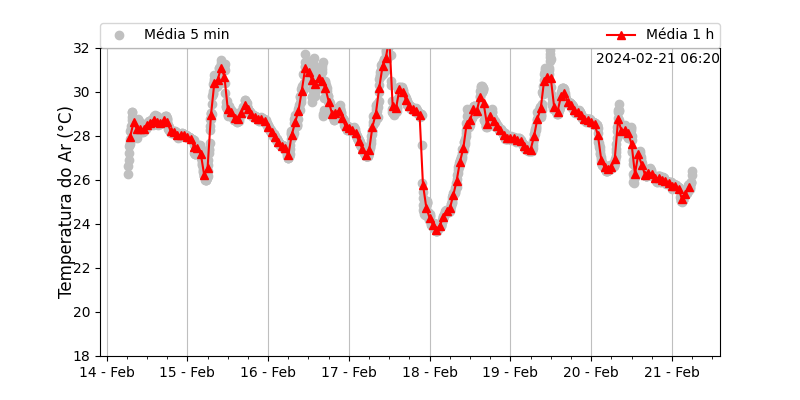 Média 5 min
Média 1 h
2024-02-21 06:20
Temperatura do Ar (°C)
32
30
28
26
24
22
20
18
14 - Feb
15 - Feb
16 - Feb
17 - Feb
18 - Feb
19 - Feb
20 - Feb
21 - Feb